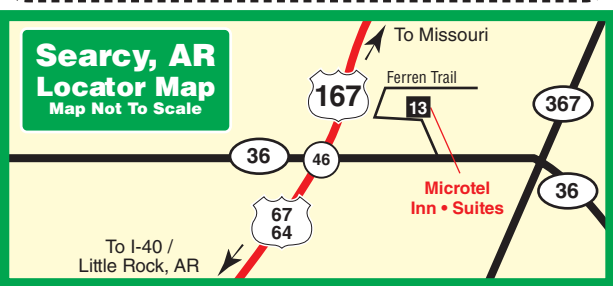 Searcy, AR
Locator Map
Map Not To Scale
To Missouri
167
Ferren Trail
13
367
36
46
Microtel
Inn • Suites
36
67
64
To I-40 /
Little Rock, AR